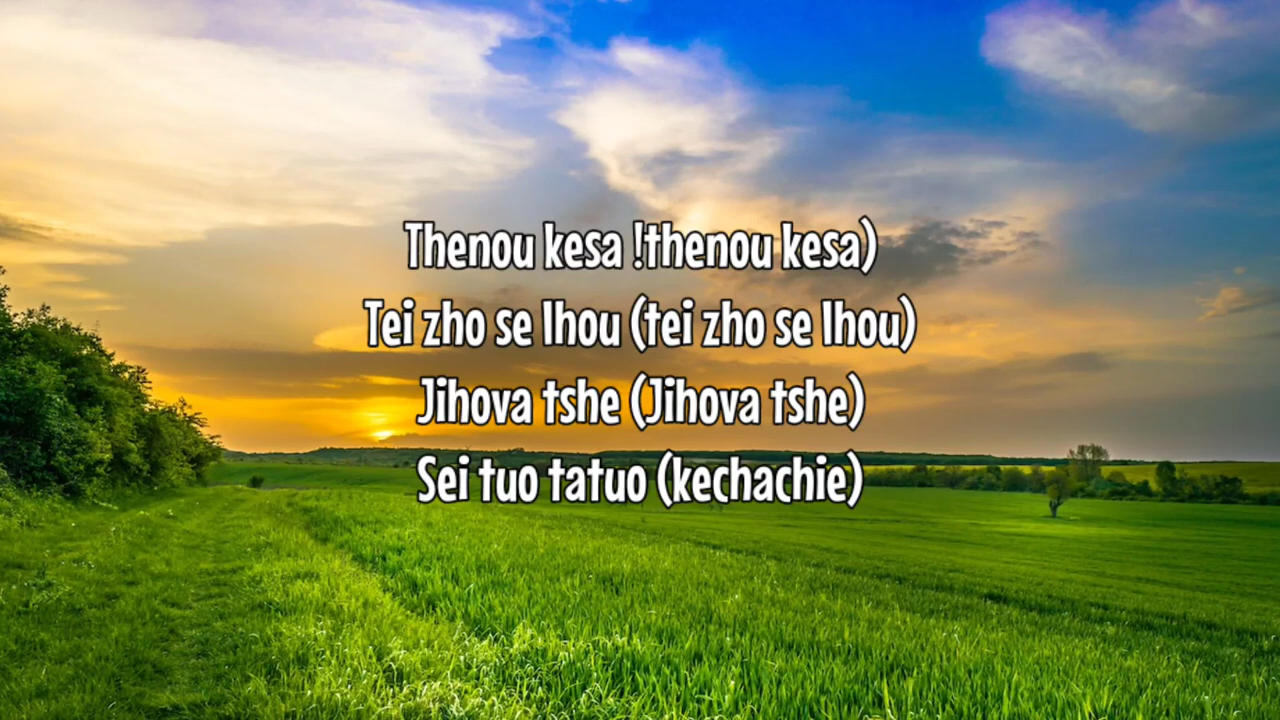 Thenou kesa !thenou kesa)
Tei zho se lhou (tei zho se lhou)
Jihova tshe (Jihova tshe)
Sei tuo tatuo (kechachie)